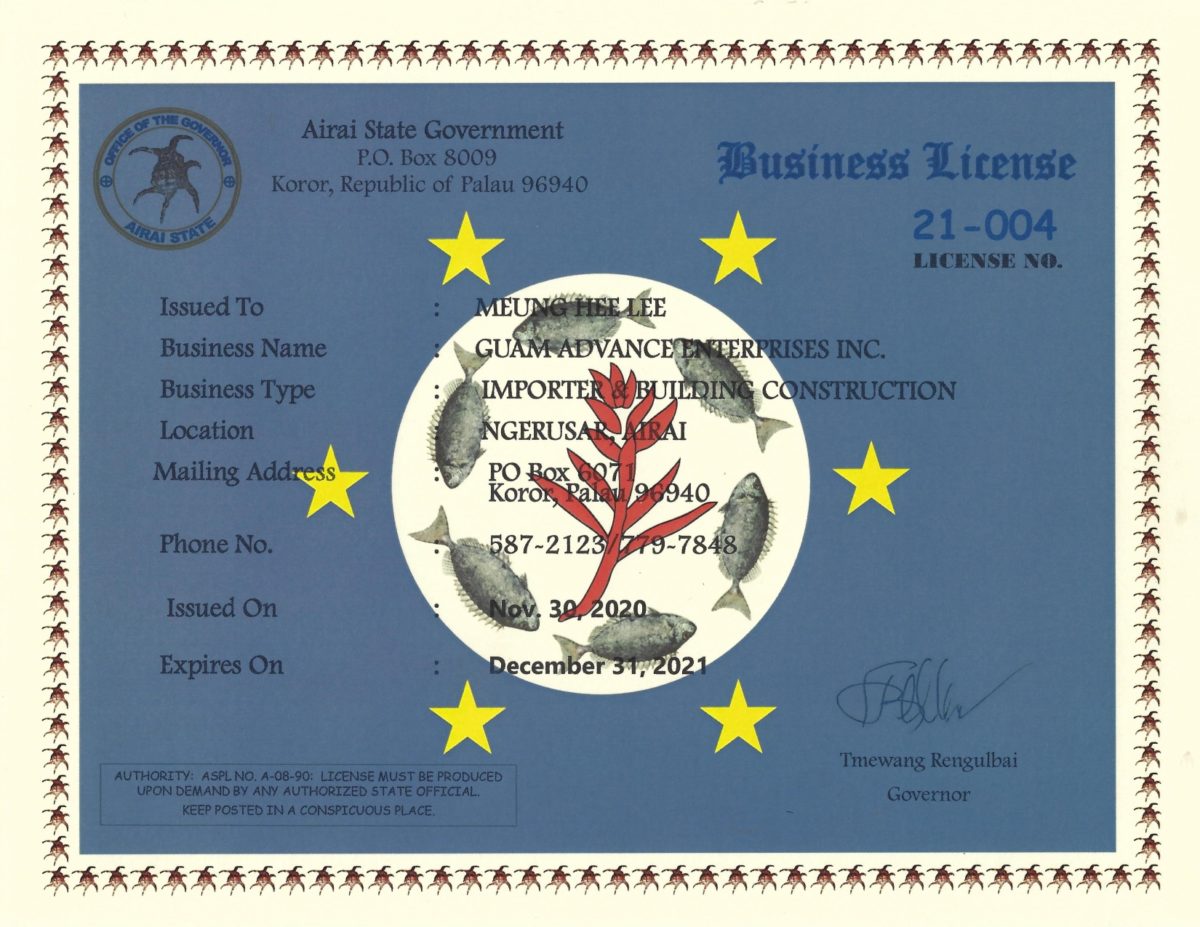 OFFICE OF THE GOVERNOR
AIRAI STATE
Airai State Government
P.O. Box 8009
Koror, Republic of Palau 96940
Business License
21-004
LICENSE NO.
Issued To : MEUNG HEE LEE
Business Name : GUAM ADVANCE ENTERPRISES INC.
Business Type : IMPORTER & BUILDING CONSTRUCTION
Location : NGERUSAR, AIRAI
Mailing Address : PO Box 6071
Koror, Palau 96940
Phone No. : 587-2123/779-7848
Issued On : Nov. 30, 2020
Expires On : December 31, 2021
Tmewang Rengulbai
Governor
AUTHORITY: ASPL NO. A-08-90: LICENSE MUST BE PRODUCED
UPON DEMAND BY ANY AUTHORIZED STATE OFFICIAL.
KEEP POSTED IN A CONSPICUOUS PLACE.